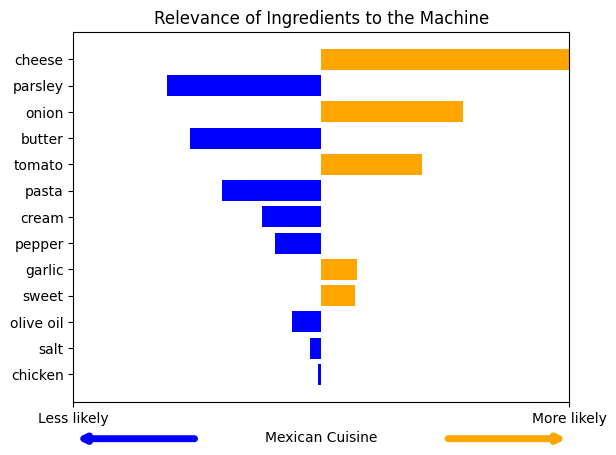 Relevance of Ingredients to the Machine
cheese
parsley
onion
butter
tomato
pasta
cream
pepper
garlic
sweet
olive oil
salt
chicken
Less likely
More likely
Mexican Cuisine